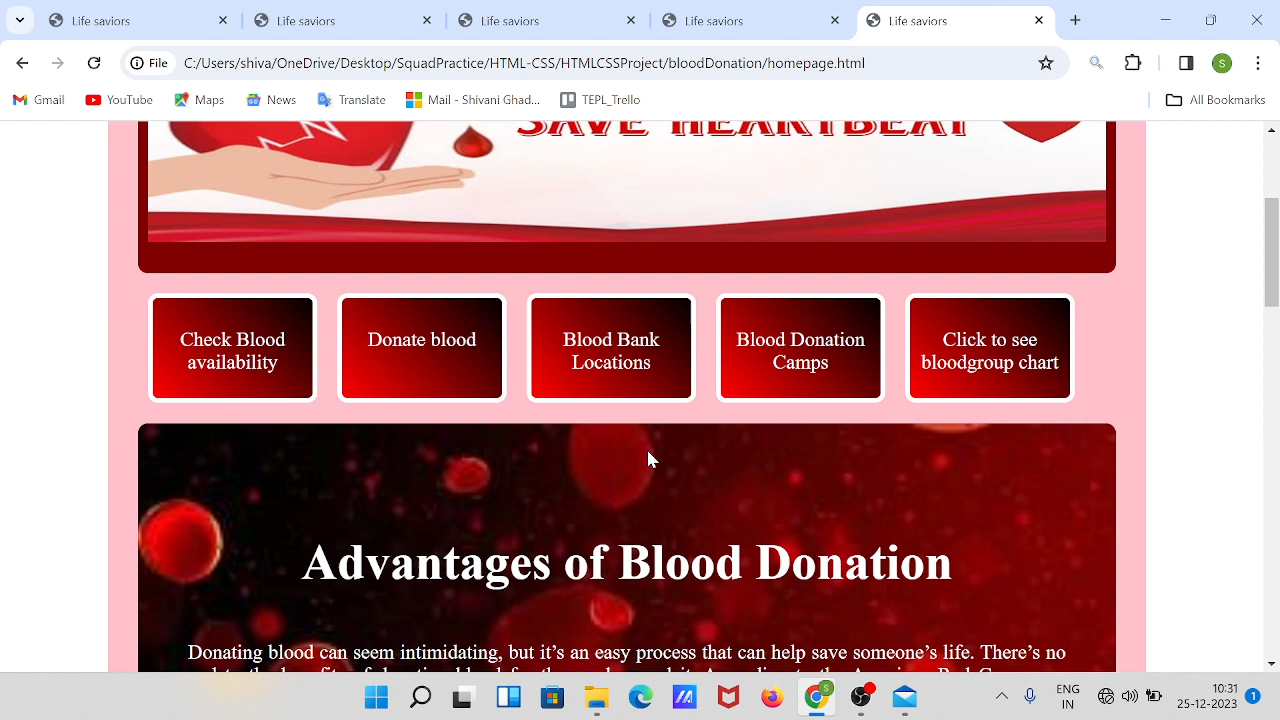 Life saviors
Life saviors
Life saviors
Life saviors
Life saviors
File
C:/Users/shiva/OneDrive/Desktop/SquadPractice/HTML-CSS/HTMLCSSProject/bloodDonation/homepage.html
S
Gmail
YouTube
Maps
News
Translate
Mail - Shivani Ghad...
TEPL_Trello
All Bookmarks
SAVE HEARTBEAT
Check Blood
availability
Donate blood
Blood Bank
Locations
Blood Donation
Camps
Click to see
bloodgroup chart
Advantages of Blood Donation
Donating blood can seem intimidating, but it’s an easy process that can help save someone’s life. There’s no
ENG
IN
10:31
25-12-2023
1